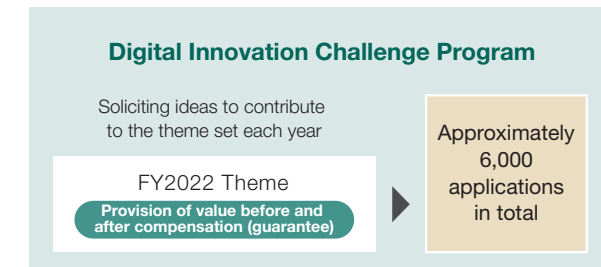 Digital Innovation Challenge Program
Soliciting ideas to contribute
to the theme set each year
FY2022 Theme
Provision of value before and
after compensation (guarantee)
Approximately
6,000
applications
in total